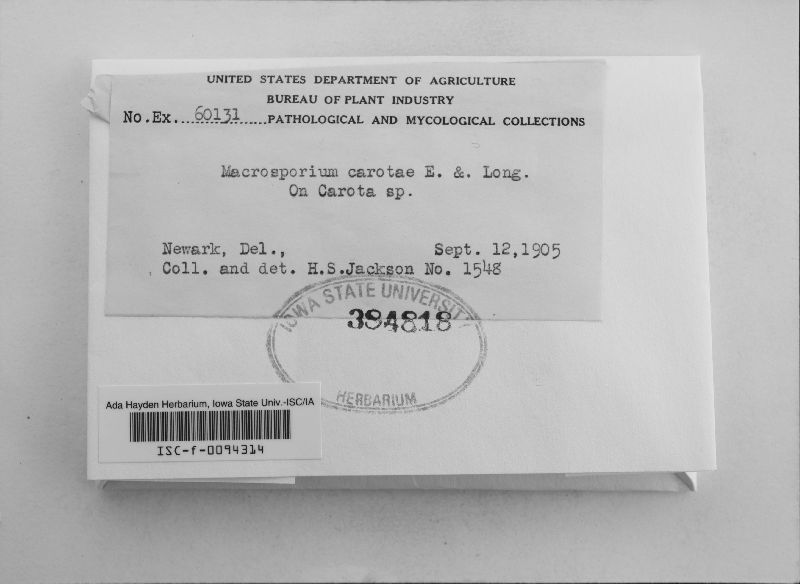 UNITED STATES DEPARTMENT OF AGRICULTURE
BUREAU OF PLANT INDUSTRY
No.Ex. 60131 PATHOLOGICAL AND MYCOLOGICAL COLLECTIONS
Macrosporium carotae E. &. Long.
On Carota sp.
Newark, Del., Sept. 12,1905
Coll. and det. H.S.Jackson No. 1548
IOWA STATE UNIVERSITY
384818
HERBARIUM
Ada Hayden Herbarium, Iowa State Univ.-ISC/IA
ISC-f-0094314